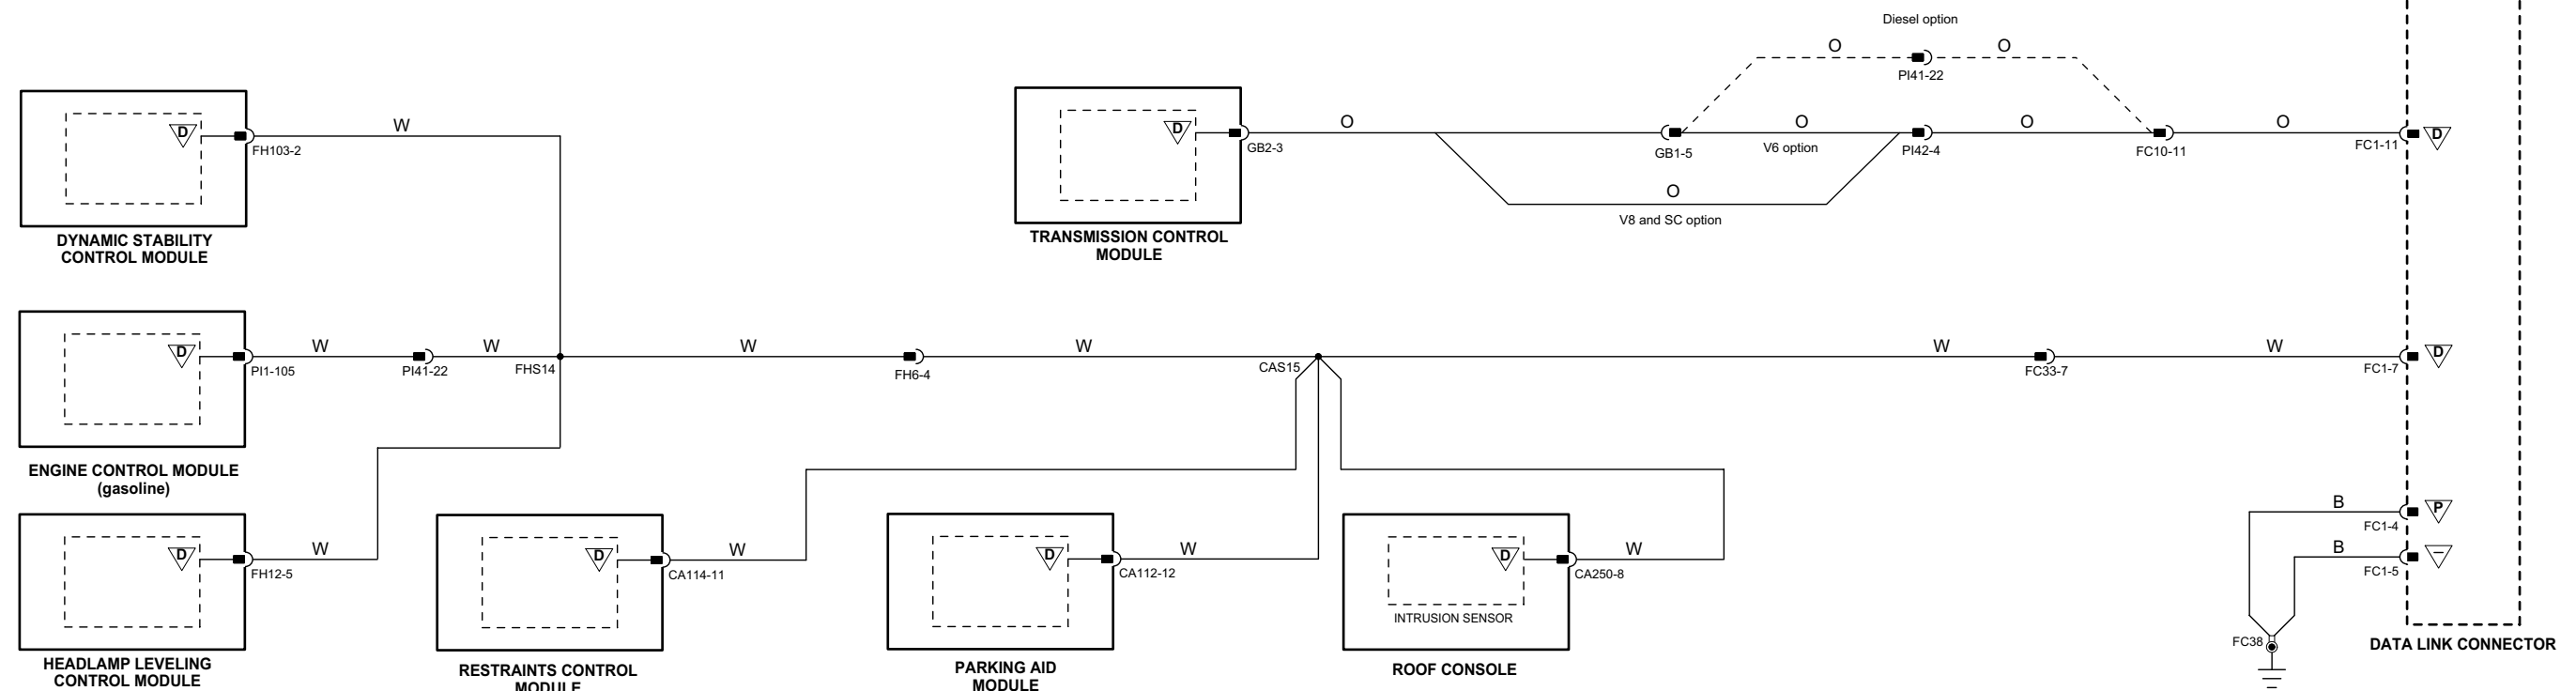 Diesel option
O
O
PI41-22
D
W
FH103-2
DYNAMIC STABILITY
CONTROL MODULE
D
O
GB2-3
TRANSMISSION CONTROL
MODULE
GB1-5
O
V6 option
PI42-4
O
FC10-11
O
FC1-11
D
O
V8 and SC option
D
W
PI1-105
PI41-22
W
FHS14
W
FH6-4
W
CAS15
W
FC33-7
W
FC1-7
D
ENGINE CONTROL MODULE
(gasoline)
D
W
FH12-5
HEADLAMP LEVELING
CONTROL MODULE
D
W
CA114-11
RESTRAINTS CONTROL
MODULE
D
W
CA112-12
PARKING AID
MODULE
D
W
CA250-8
INTRUSION SENSOR
ROOF CONSOLE
B
FC1-4
P
B
FC1-5
–
FC38
DATA LINK CONNECTOR